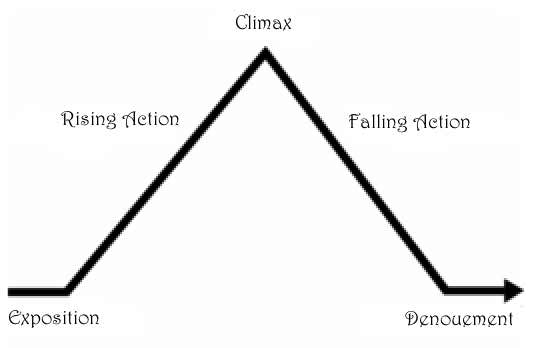 Climax
Rising Action
Falling Action
Exposition
Denouement